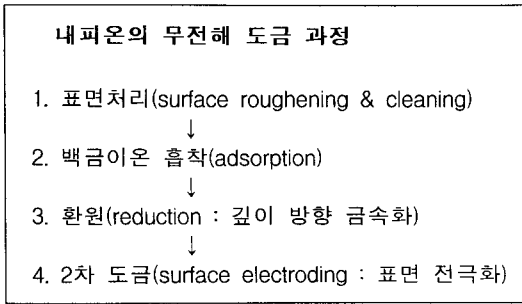 내피온의 무전해 도금 과정
1. 표면처리(surface roughening & cleaning)
↓
2. 백금이온 흡착(adsorption)
↓
3. 환원(reduction : 깊이 방향 금속화)
↓
4. 2차 도금(surface electroding : 표면 전극화)